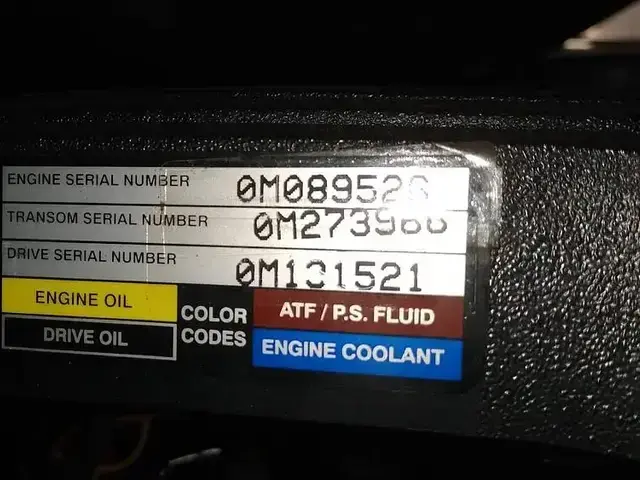 ENGINE SERIAL NUMBER
TRANSOM SERIAL NUMBER
DRIVE SERIAL NUMBER
ENGINE OIL
DRIVE OIL
COLOR
CODES
ATF / P.S. FLUID
ENGINE COOLANT